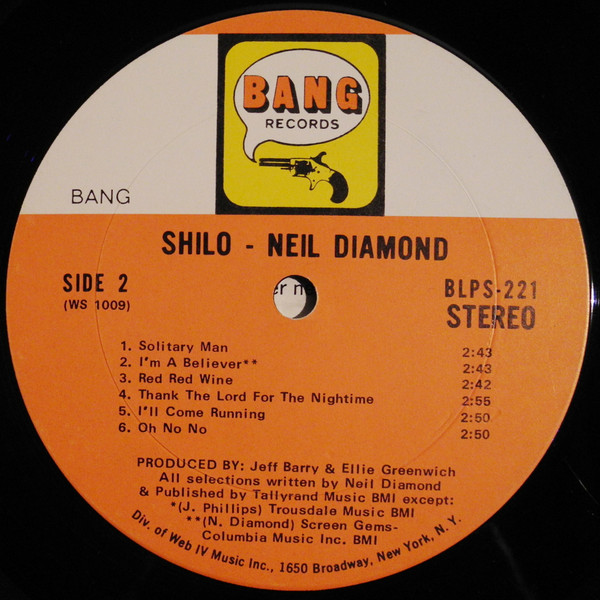 BANG
RECORDS
BANG
SHILO - NEIL DIAMOND
SIDE 2
(WS 1009)
BLPS-221
STEREO
1. Solitary Man 2:43
2. I'm A Believer** 2:43
3. Red Red Wine 2:42
4. Thank The Lord For The Nightime 2:55
5. I'll Come Running 2:50
6. Oh No No 2:50
PRODUCED BY: Jeff Barry & Ellie Greenwich
All selections written by Neil Diamond
& Published by Tallyrand Music BMI except:
*(J. Phillips) Trousdale Music BMI
**(N. Diamond) Screen Gems-
Columbia Music Inc. BMI
Div. of Web IV Music Inc., 1650 Broadway, New York, N. Y.